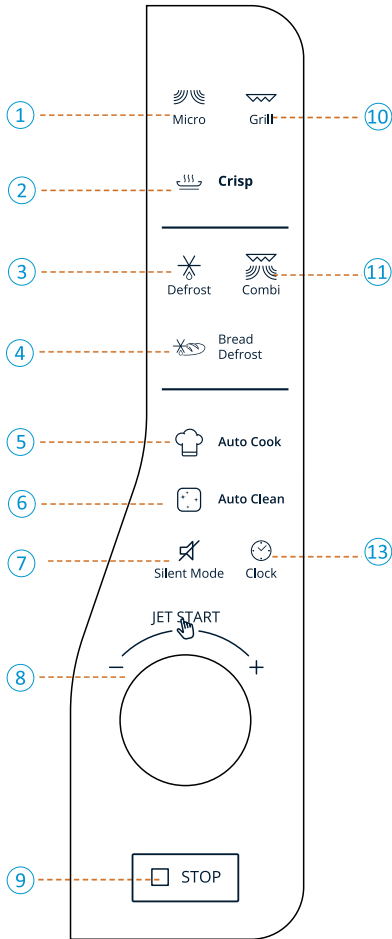 1 Micro Grill 10
2 Crisp
3 Defrost Combi 11
4 Bread
Defrost
5 Auto Cook
6 Auto Clean
7 Silent Mode Clock 13
JET START
− +
8
9 STOP